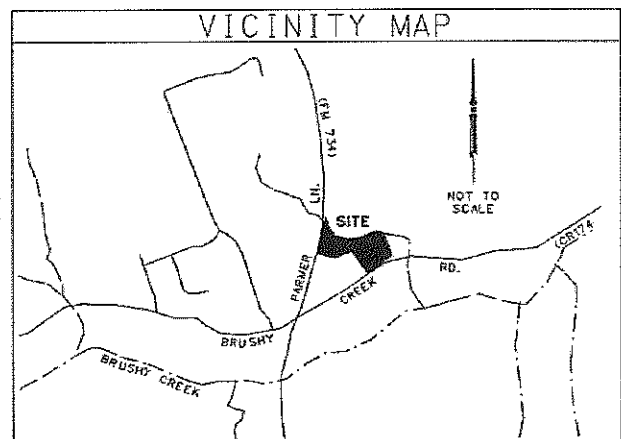 VICINITY MAP
(FM 734)
LN.
PARMER
SITE
NOT TO
SCALE
(CR174
RD.
CREEK
BRUSHY
BRUSHY CREEK